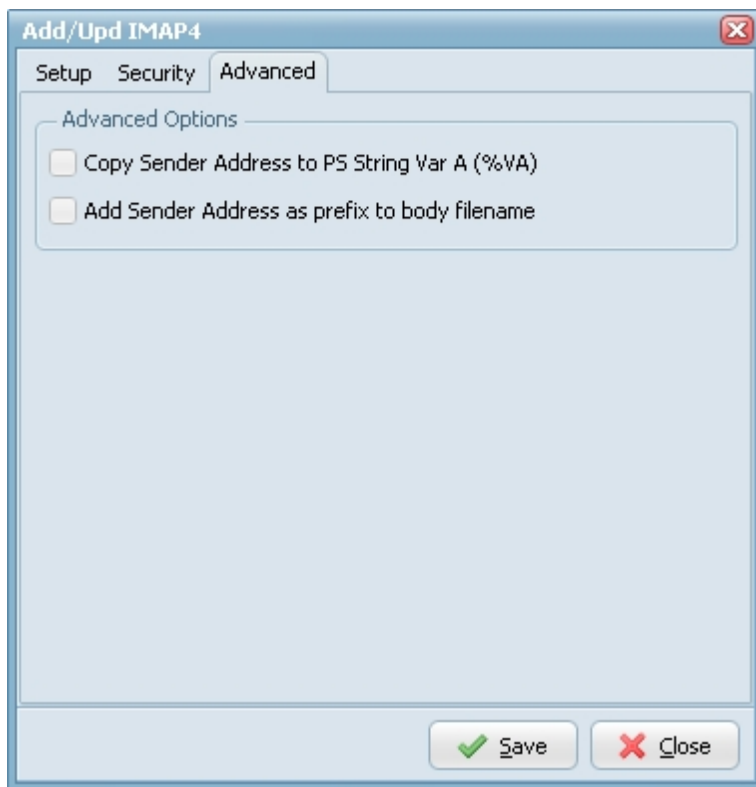 Add/Upd IMAP4
Setup Security Advanced
Advanced Options
Copy Sender Address to PS String Var A (%VA)
Add Sender Address as prefix to body filename
Save Close